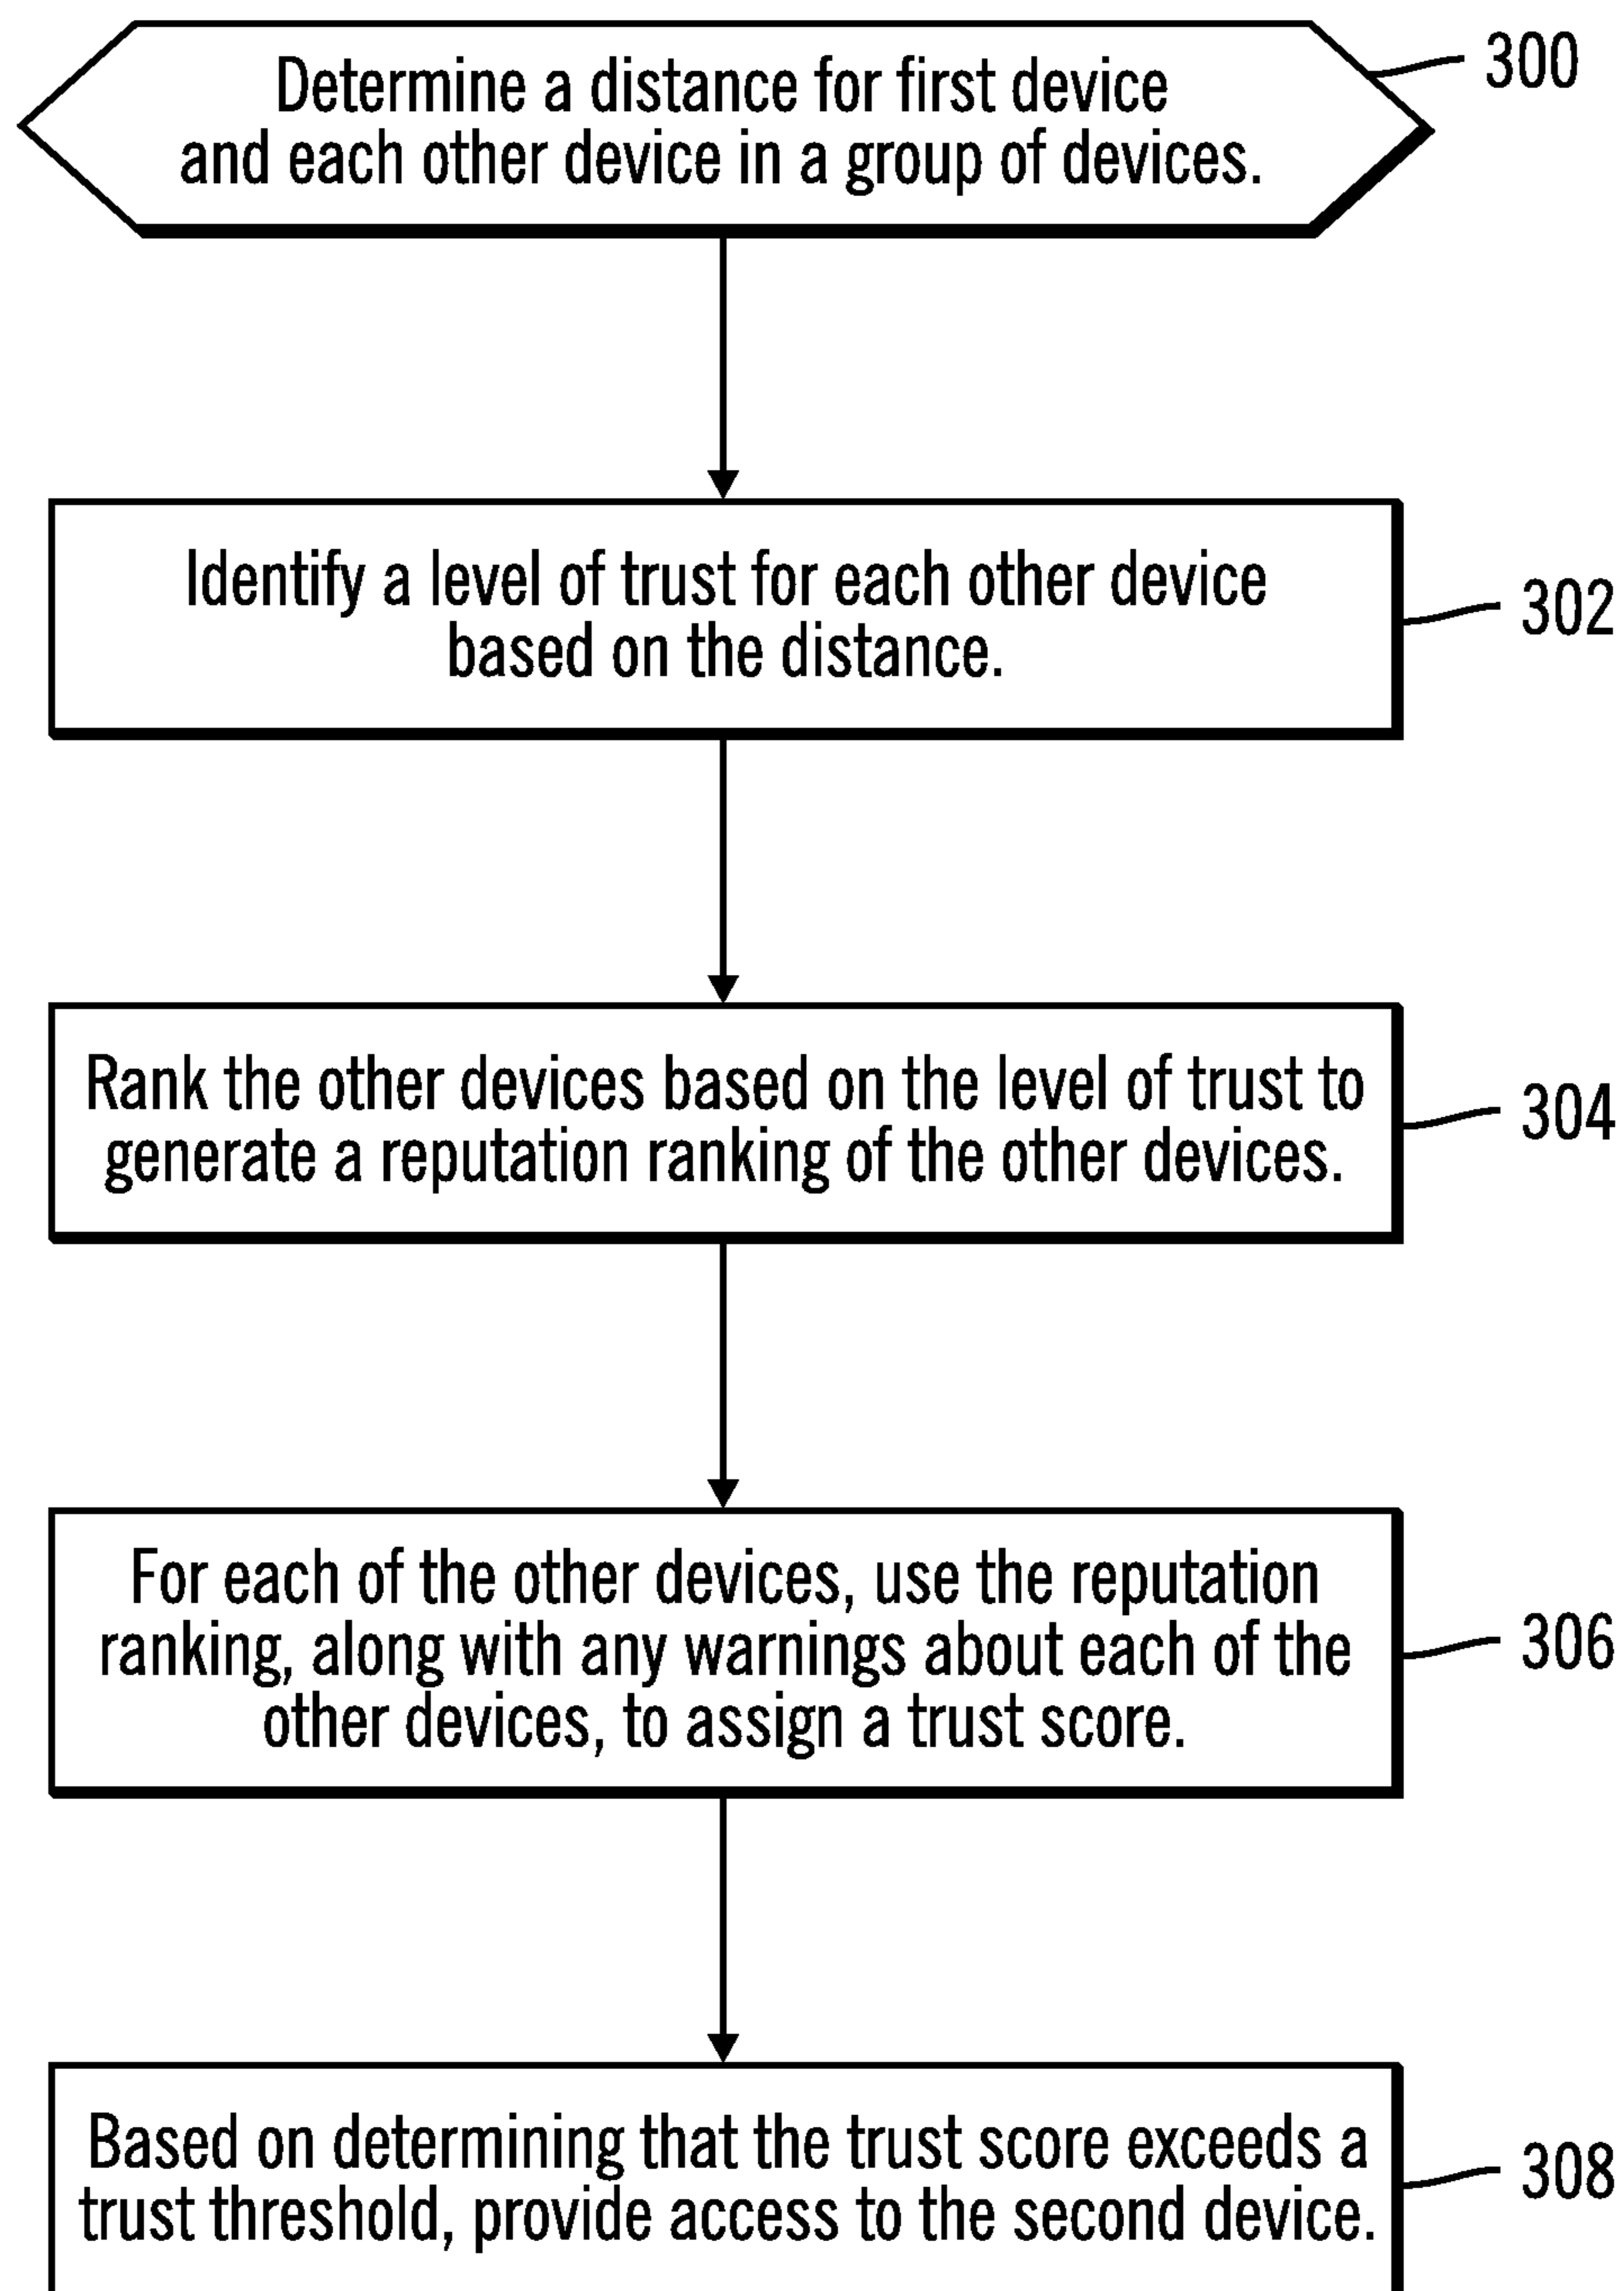 Determine a distance for first device
and each other device in a group of devices.
300
Identify a level of trust for each other device
based on the distance.
302
Rank the other devices based on the level of trust to
generate a reputation ranking of the other devices.
304
For each of the other devices, use the reputation
ranking, along with any warnings about each of the
other devices, to assign a trust score.
306
Based on determining that the trust score exceeds a
trust threshold, provide access to the second device.
308